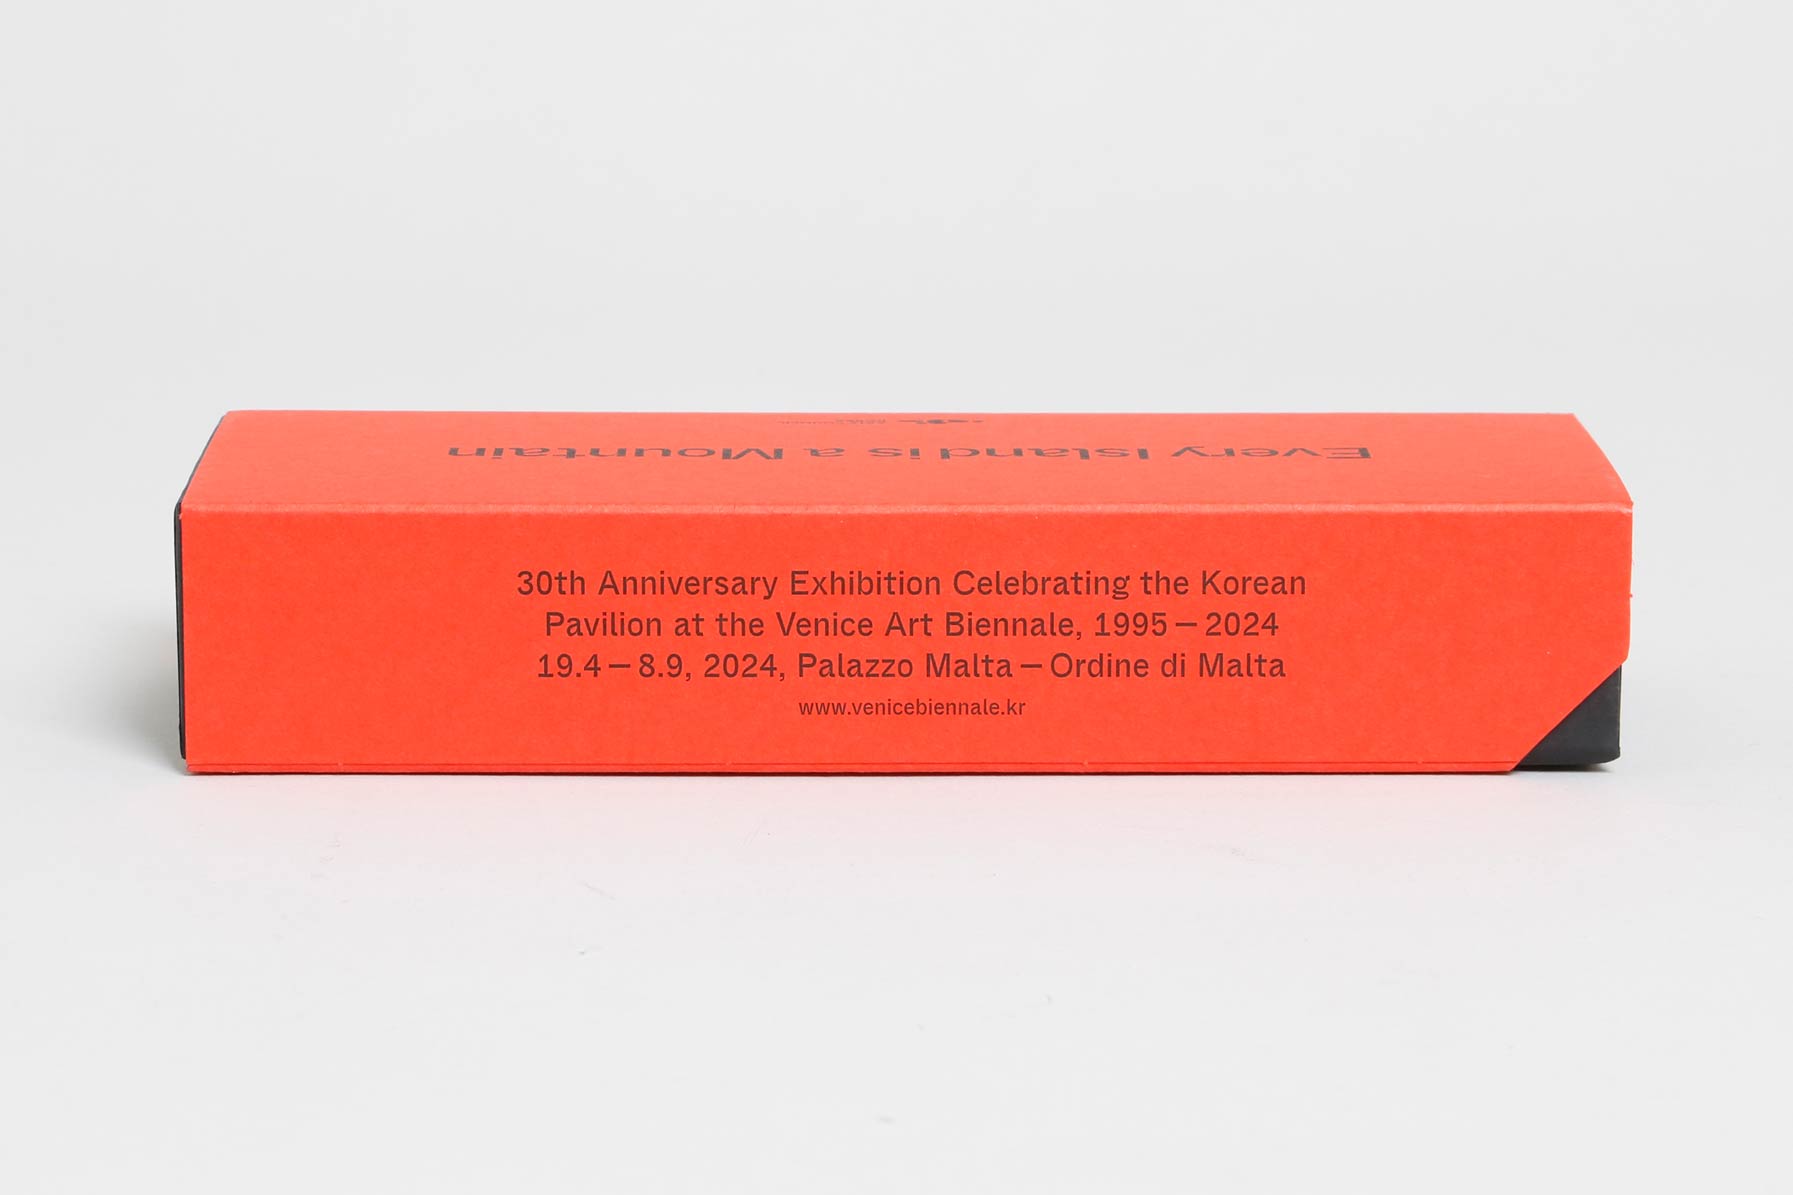 Every Island is a Mountain
30th Anniversary Exhibition Celebrating the Korean
Pavilion at the Venice Art Biennale, 1995 — 2024
19.4 — 8.9, 2024, Palazzo Malta — Ordine di Malta
www.venicebiennale.kr